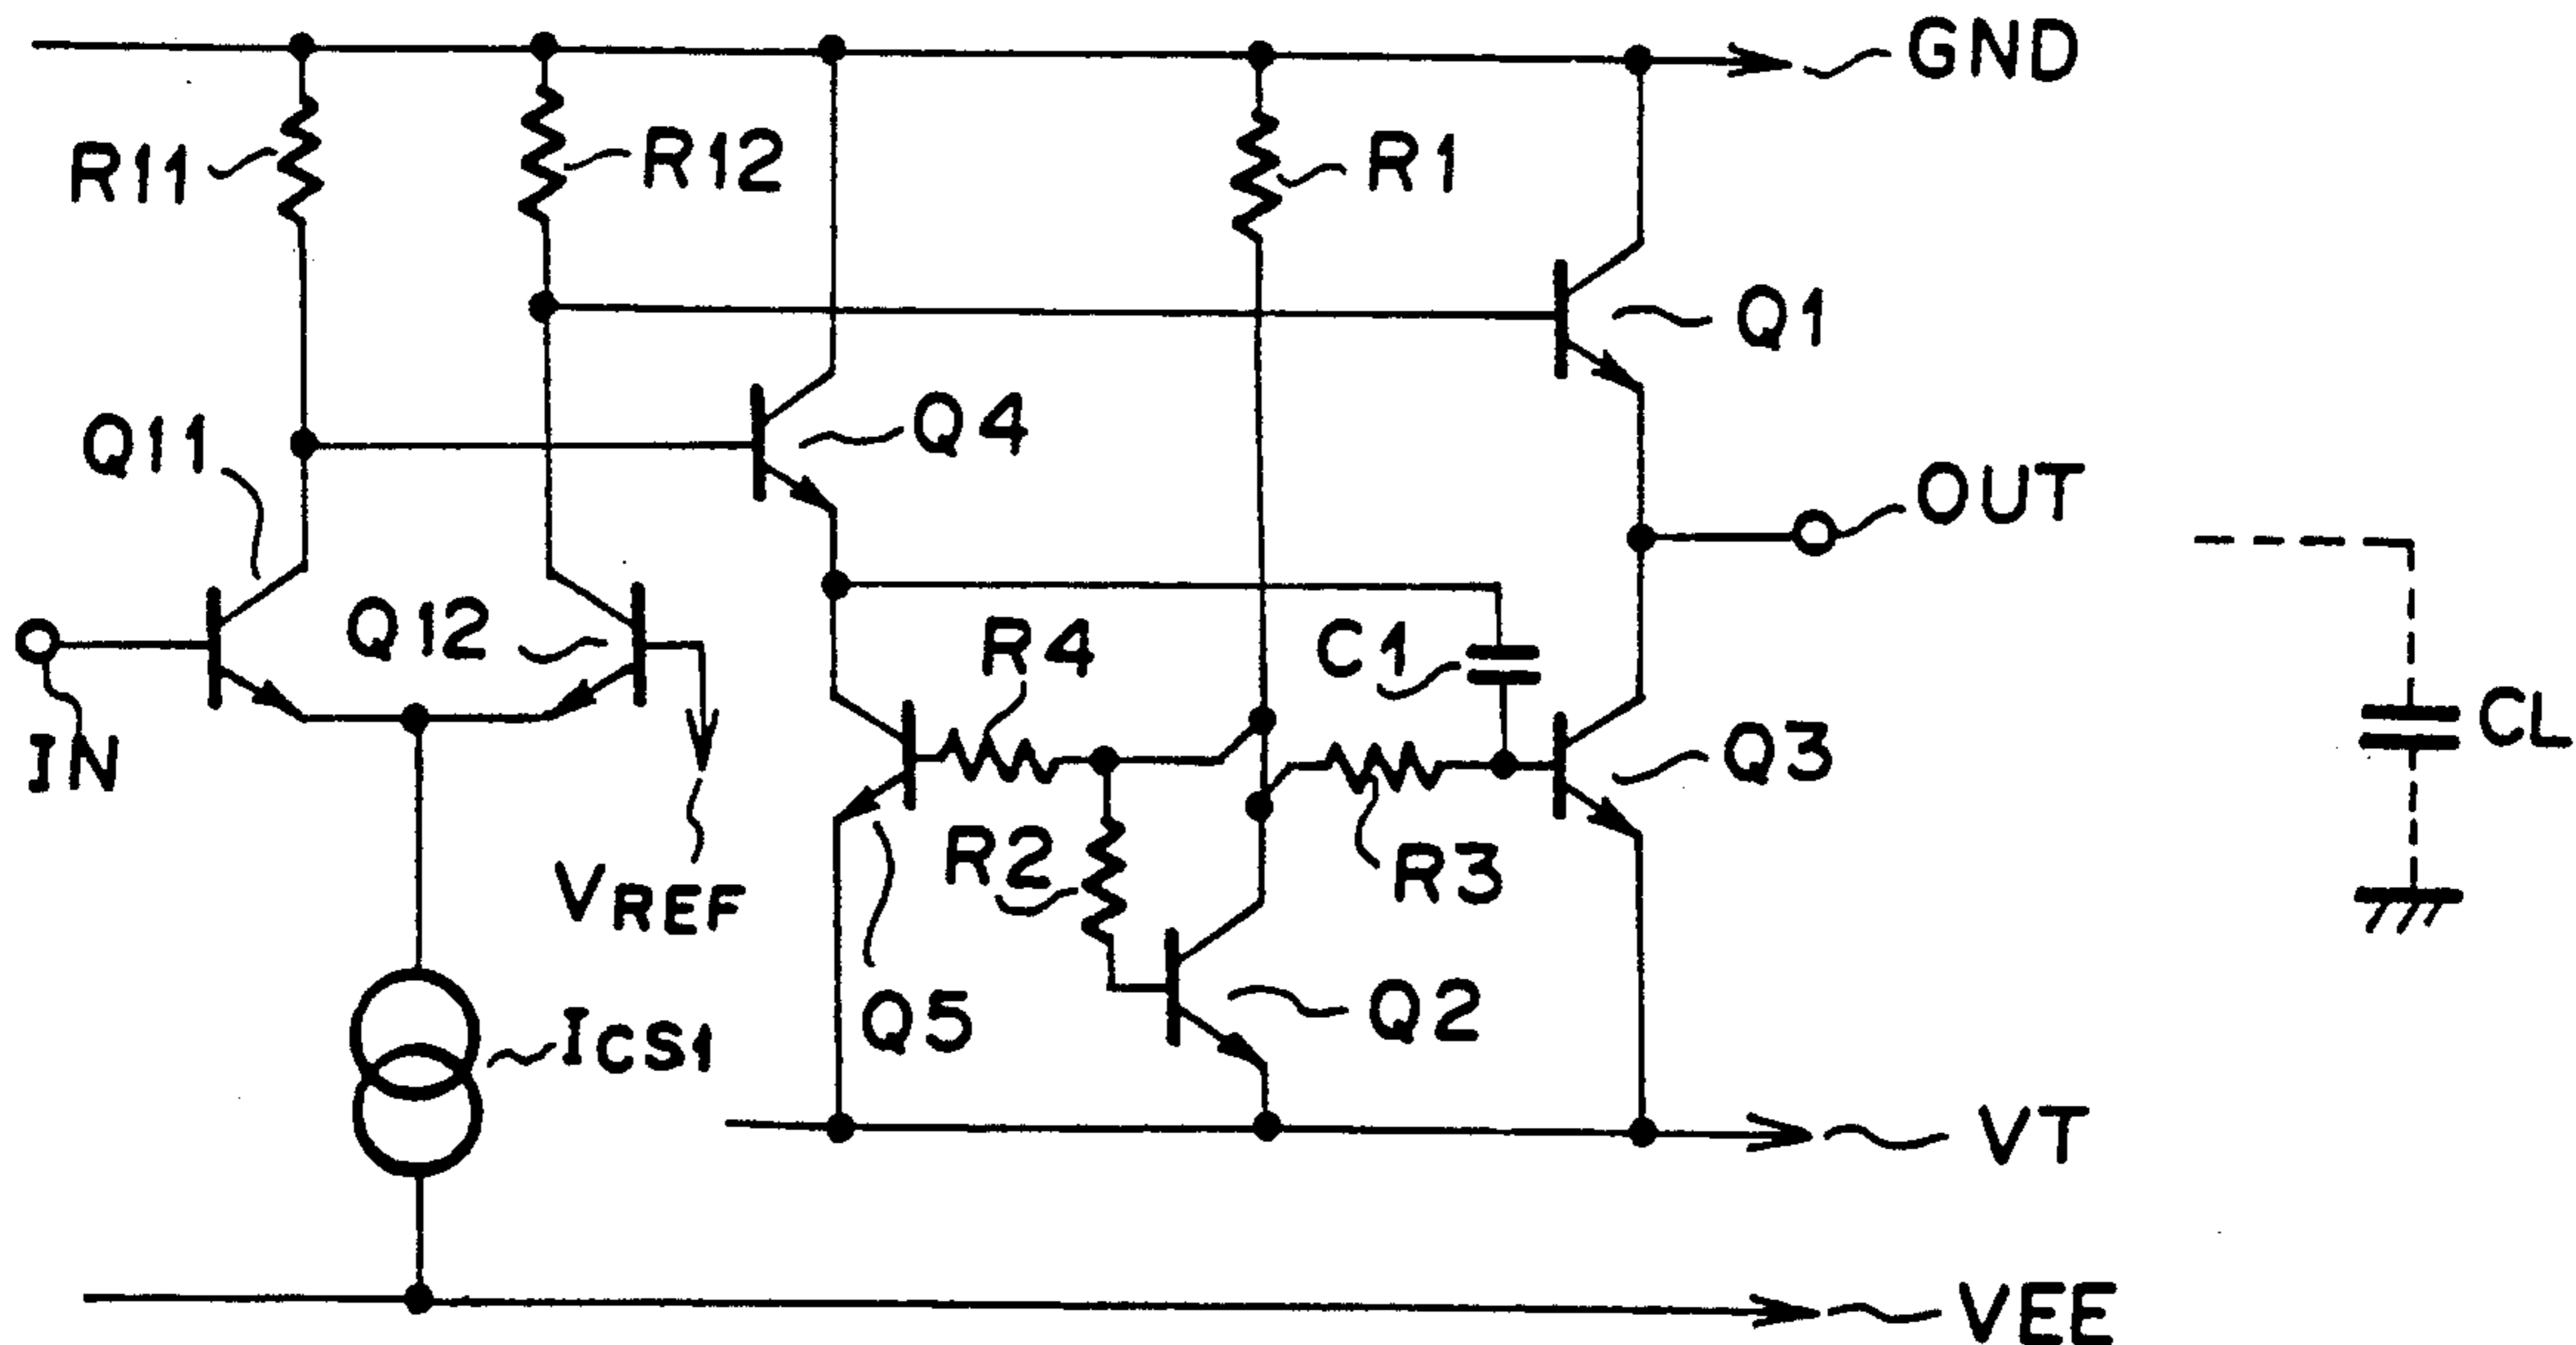 GND
R11
R12
R1
Q1
Q11
Q4
OUT
Q12
R4
C1
IN
Q3
CL
VREF
R2
R3
Q5
Q2
ICS1
VT
VEE